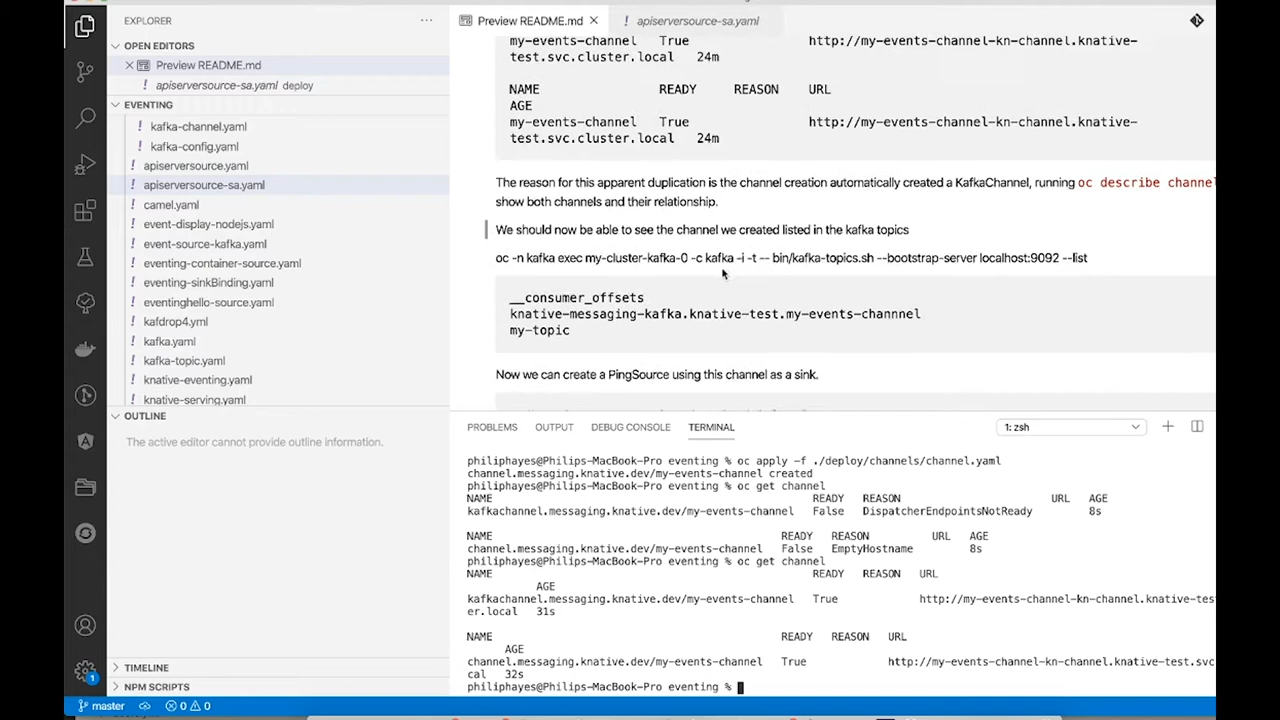 EXPLORER
OPEN EDITORS
Preview README.md
apiserversource-sa.yaml deploy
EVENTING
kafka-channel.yaml
kafka-config.yaml
apiserversource.yaml
apiserversource-sa.yaml
camel.yaml
event-display-nodejs.yaml
event-source-kafka.yaml
eventing-container-source.yaml
eventing-sinkBinding.yaml
eventinghello-source.yaml
kafdrop4.yml
kafka.yaml
kafka-topic.yaml
knative-eventing.yaml
knative-serving.yaml
OUTLINE
The active editor cannot provide outline information.
TIMELINE
NPM SCRIPTS
Preview README.md
apiserversource-sa.yaml
my-events-channel True http://my-events-channel-kn-channel.knative-
test.svc.cluster.local 24m
NAME READY REASON URL
AGE
my-events-channel True http://my-events-channel-kn-channel.knative-
test.svc.cluster.local 24m
The reason for this apparent duplication is the channel creation automatically created a KafkaChannel, running oc describe channe
show both channels and their relationship.
We should now be able to see the channel we created listed in the kafka topics
oc -n kafka exec my-cluster-kafka-0 -c kafka -i -t -- bin/kafka-topics.sh --bootstrap-server localhost:9092 --list
__consumer_offsets
knative-messaging-kafka.knative-test.my-events-channnel
my-topic
Now we can create a PingSource using this channel as a sink.
PROBLEMS OUTPUT DEBUG CONSOLE TERMINAL
1: zsh
philiphayes@Philips-MacBook-Pro eventing % oc apply -f ./deploy/channels/channel.yaml
channel.messaging.knative.dev/my-events-channel created
philiphayes@Philips-MacBook-Pro eventing % oc get channel
NAME READY REASON URL AGE
kafkachannel.messaging.knative.dev/my-events-channel False DispatcherEndpointsNotReady 8s
NAME READY REASON URL AGE
channel.messaging.knative.dev/my-events-channel False EmptyHostname 8s
philiphayes@Philips-MacBook-Pro eventing % oc get channel
NAME READY REASON URL
AGE
kafkachannel.messaging.knative.dev/my-events-channel True http://my-events-channel-kn-channel.knative-tes
er.local 31s
NAME READY REASON URL
AGE
channel.messaging.knative.dev/my-events-channel True http://my-events-channel-kn-channel.knative-test.svc
cal 32s
philiphayes@Philips-MacBook-Pro eventing %
1
master
0 0